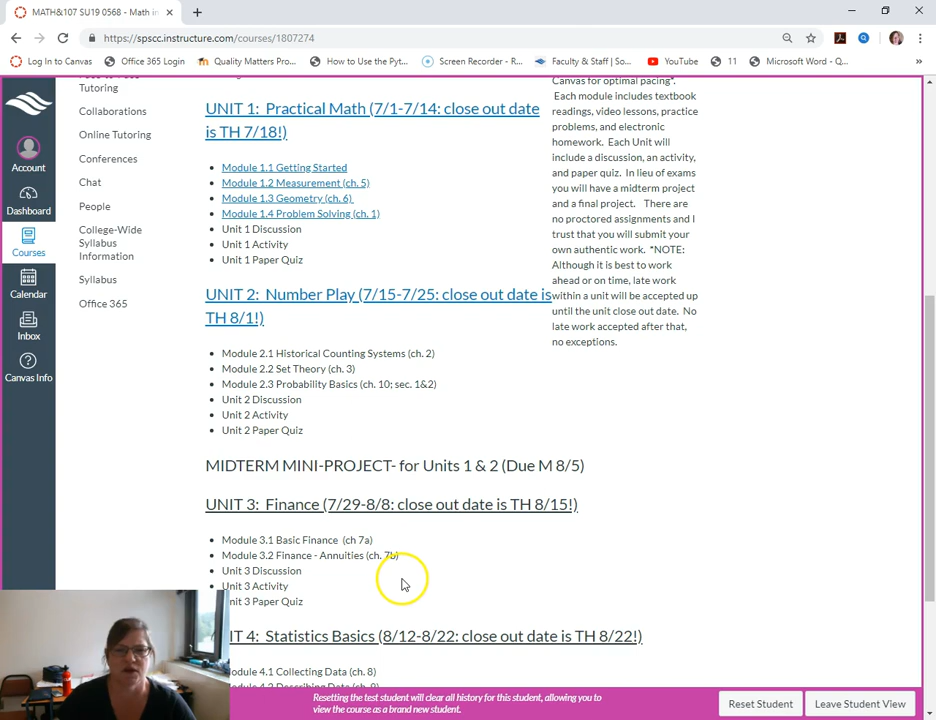 MATH&107 SU19 0568 - Math in
https://spscc.instructure.com/courses/1807274
Log In to Canvas
Office 365 Login
Quality Matters Pro...
How to Use the Pyt...
Screen Recorder - R...
Faculty & Staff | So...
YouTube
11
Microsoft Word - Q...
»
Account
Dashboard
Courses
Calendar
Inbox
Canvas Info
Tutoring
Collaborations
Online Tutoring
Conferences
Chat
People
College-Wide
Syllabus
Information
Syllabus
Office 365
UNIT 1: Practical Math (7/1-7/14: close out date
is TH 7/18!)
Module 1.1 Getting Started
Module 1.2 Measurement (ch. 5)
Module 1.3 Geometry (ch. 6)
Module 1.4 Problem Solving (ch. 1)
Unit 1 Discussion
Unit 1 Activity
Unit 1 Paper Quiz
UNIT 2: Number Play (7/15-7/25: close out date is
TH 8/1!)
Module 2.1 Historical Counting Systems (ch. 2)
Module 2.2 Set Theory (ch. 3)
Module 2.3 Probability Basics (ch. 10; sec. 1&2)
Unit 2 Discussion
Unit 2 Activity
Unit 2 Paper Quiz
MIDTERM MINI-PROJECT- for Units 1 & 2 (Due M 8/5)
UNIT 3: Finance (7/29-8/8: close out date is TH 8/15!)
Module 3.1 Basic Finance (ch 7a)
Module 3.2 Finance - Annuities (ch. 7b)
Unit 3 Discussion
Unit 3 Activity
Unit 3 Paper Quiz
UNIT 4: Statistics Basics (8/12-8/22: close out date is TH 8/22!)
Module 4.1 Collecting Data (ch. 8)
Module 4.2 Describing Data (ch. 9)
Canvas for optimal pacing*.
Each module includes textbook
readings, video lessons, practice
problems, and electronic
homework. Each Unit will
include a discussion, an activity,
and paper quiz. In lieu of exams
you will have a midterm project
and a final project. There are
no proctored assignments and I
trust that you will submit your
own authentic work. *NOTE:
Although it is best to work
ahead or on time, late work
within a unit will be accepted up
until the unit close out date. No
late work accepted after that,
no exceptions.
Resetting the test student will clear all history for this student, allowing you to
view the course as a brand new student.
Reset Student
Leave Student View